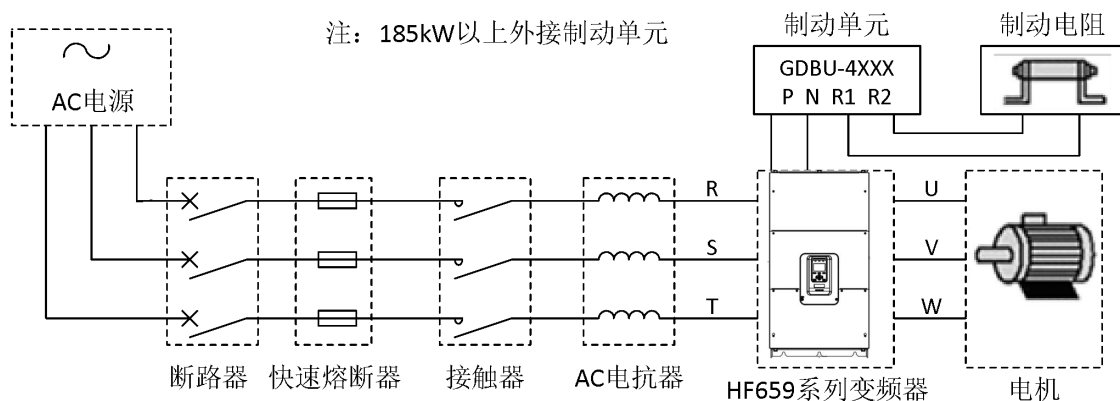 注：185kW以上外接制动单元
制动单元
制动电阻
GDBU-4XXX
P N R1 R2
AC电源
R
U
S
V
T
W
断路器
快速熔断器
接触器
AC电抗器
HF659系列变频器
电机